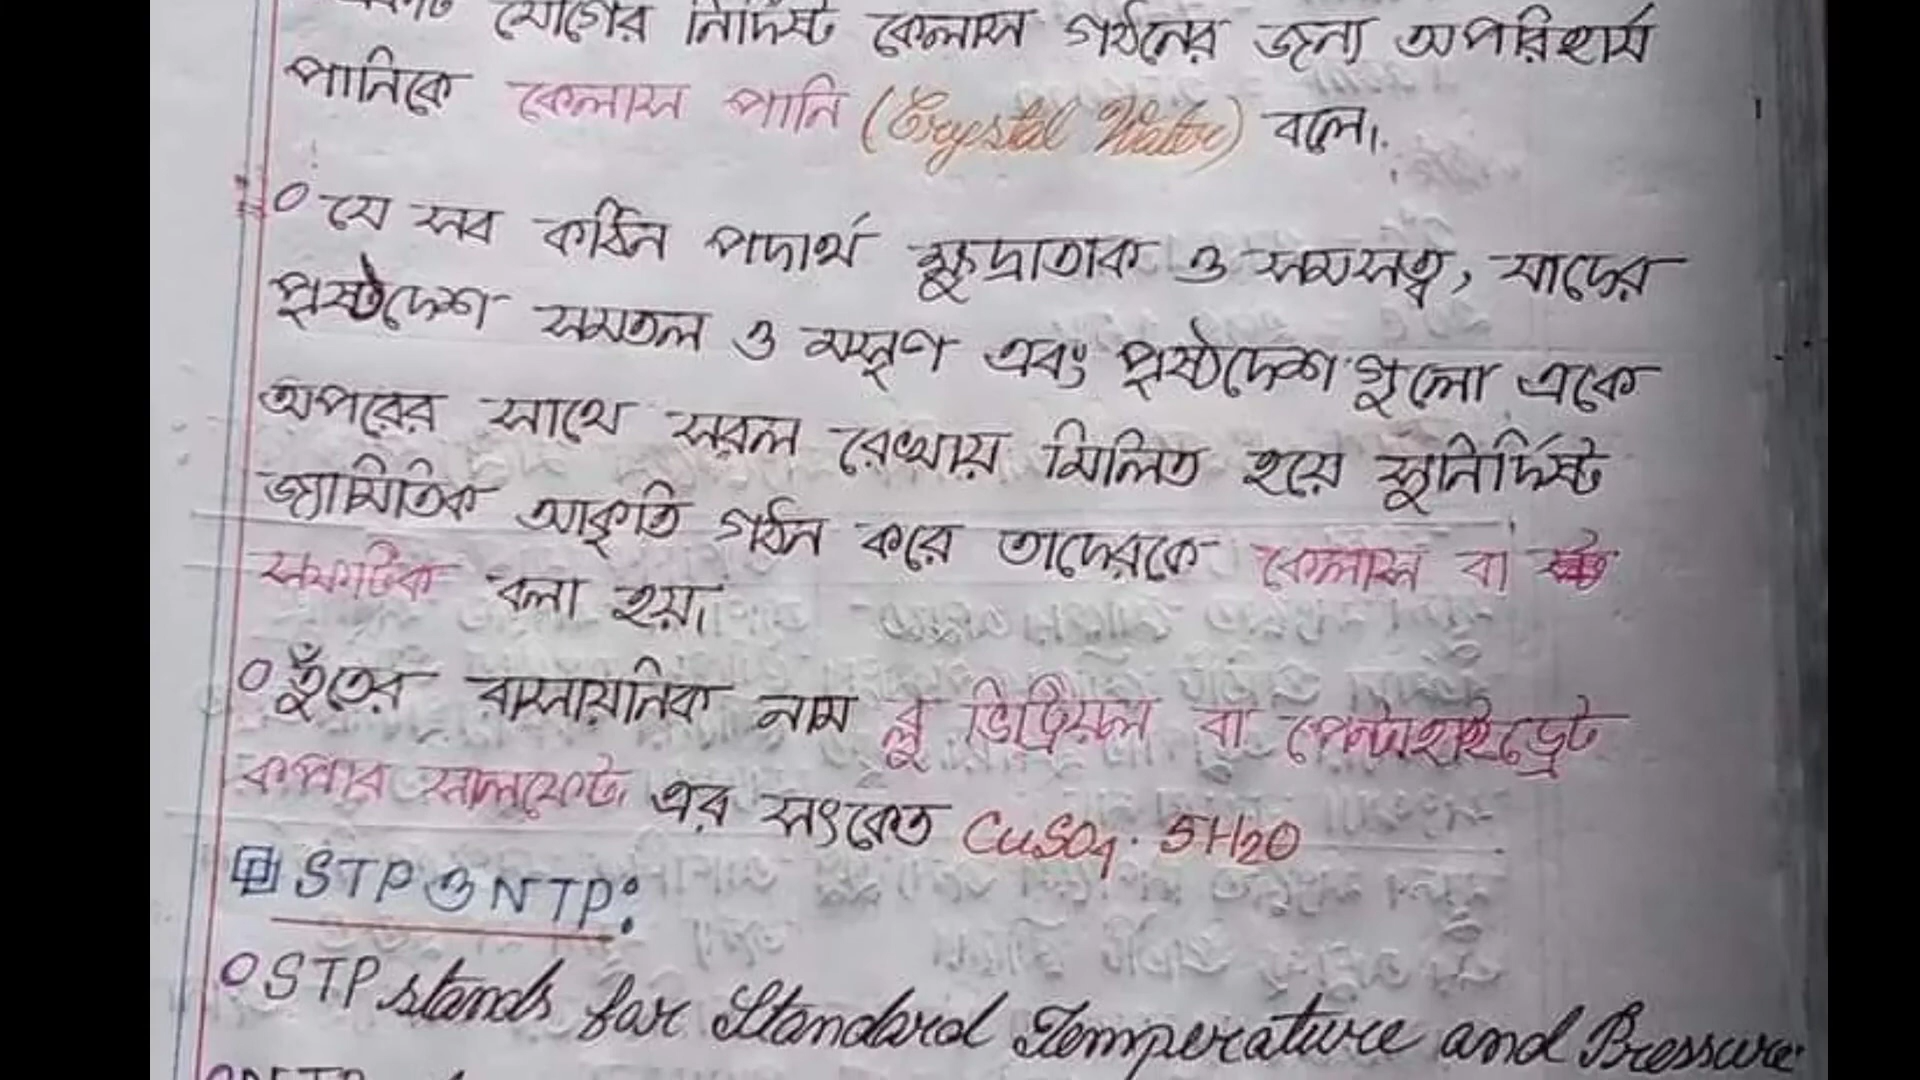 যৌগের নির্দিষ্ট কেলাস গঠনের জন্য অপরিহার্য
পানিকে কেলাস পানি (Crystal Water) বলে।
০ যে সব কঠিন পদার্থ ক্ষুদ্রাতাক ও সমসত্ব, যাদের
পৃষ্ঠদেশ সমতল ও মসৃণ এবং পৃষ্ঠদেশ গুলো একে
অপরের সাথে সরল রেখায় মিলিত হয়ে সুনির্দিষ্ট
জ্যামিতিক আকৃতি গঠন করে তাদেরকে কেলাস বা
সফটিক বলা হয়।
০ তুঁতের রাসায়নিক নাম ব্লু ভিট্রিয়ল বা পেন্টাহাইড্রেট
কপার সালফেট। এর সংকেত CuSO4. 5H2O
STP ও NTP:
০ STP stands for Standard Temperature and Pressure.